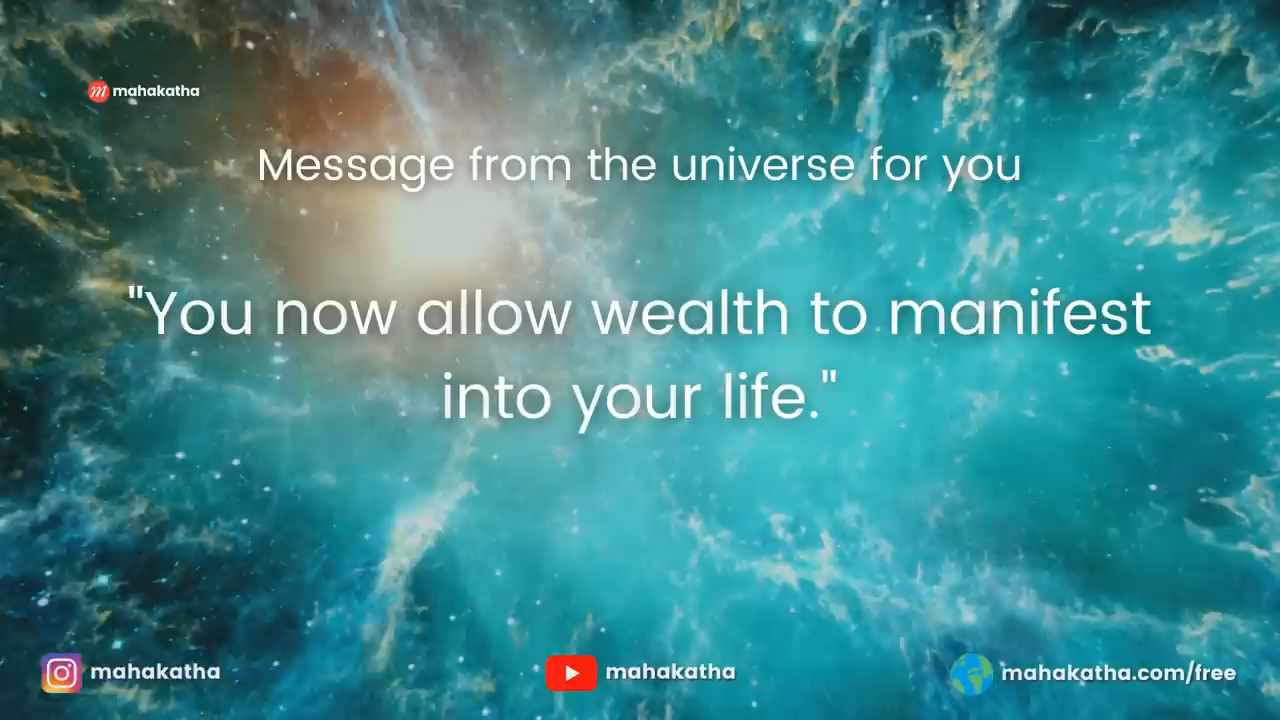 mahakatha
Message from the universe for you
"You now allow wealth to manifest
into your life."
mahakatha
mahakatha
mahakatha.com/free